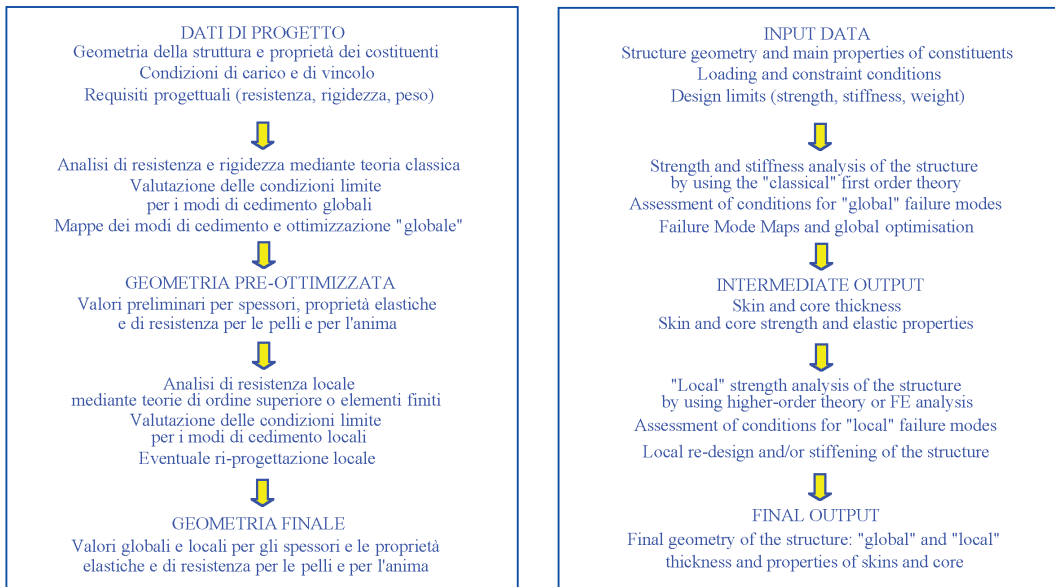 DATI DI PROGETTO
Geometria della struttura e proprietà dei costituenti
Condizioni di carico e di vincolo
Requisiti progettuali (resistenza, rigidezza, peso)
Analisi di resistenza e rigidezza mediante teoria classica
Valutazione delle condizioni limite
per i modi di cedimento globali
Mappe dei modi di cedimento e ottimizzazione "globale"
GEOMETRIA PRE-OTTIMIZZATA
Valori preliminari per spessori, proprietà elastiche
e di resistenza per le pelli e per l'anima
Analisi di resistenza locale
mediante teorie di ordine superiore o elementi finiti
Valutazione delle condizioni limite
per i modi di cedimento locali
Eventuale ri-progettazione locale
GEOMETRIA FINALE
Valori globali e locali per gli spessori e le proprietà
elastiche e di resistenza per le pelli e per l'anima
INPUT DATA
Structure geometry and main properties of constituents
Loading and constraint conditions
Design limits (strength, stiffness, weight)
Strength and stiffness analysis of the structure
by using the "classical" first order theory
Assessment of conditions for "global" failure modes
Failure Mode Maps and global optimisation
INTERMEDIATE OUTPUT
Skin and core thickness
Skin and core strength and elastic properties
"Local" strength analysis of the structure
by using higher-order theory or FE analysis
Assessment of conditions for "local" failure modes
Local re-design and/or stiffening of the structure
FINAL OUTPUT
Final geometry of the structure: "global" and "local"
thickness and properties of skins and core